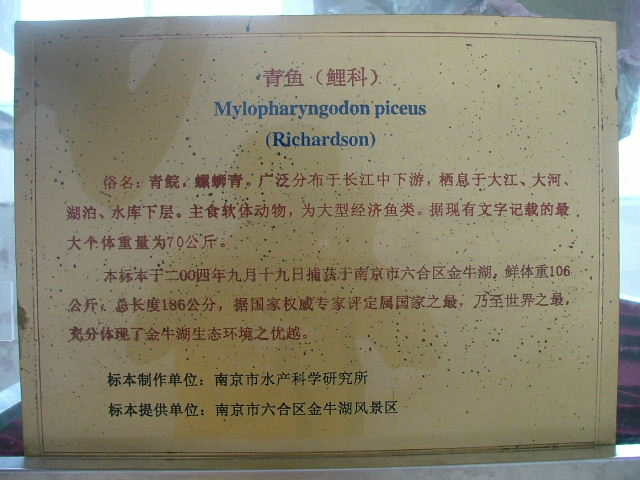 青鱼（鲤科）
Mylopharyngodon piceus
(Richardson)
俗名：青鲩，螺蛳青。广泛分布于长江中下游，栖息于大江、大河、
湖泊、水库下层。主食软体动物，为大型经济鱼类。据现有文字记载的最
大个体重量为70公斤。
本标本于二00四年九月十九日捕获于南京市六合区金牛湖，鲜体重106
公斤，总长度186公分，据国家权威专家评定属国家之最，乃至世界之最，
充分体现了金牛湖生态环境之优越。
标本制作单位：南京市水产科学研究所
标本提供单位：南京市六合区金牛湖风景区